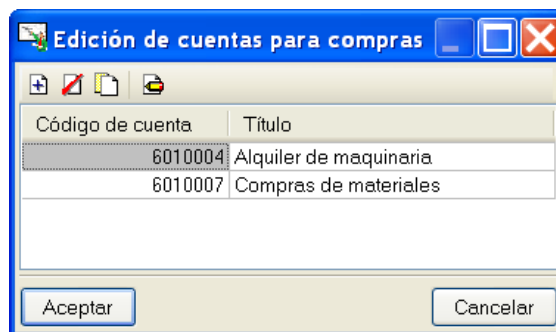 Edición de cuentas para compras
Código de cuenta Título
6010004 Alquiler de maquinaria
6010007 Compras de materiales
Aceptar Cancelar